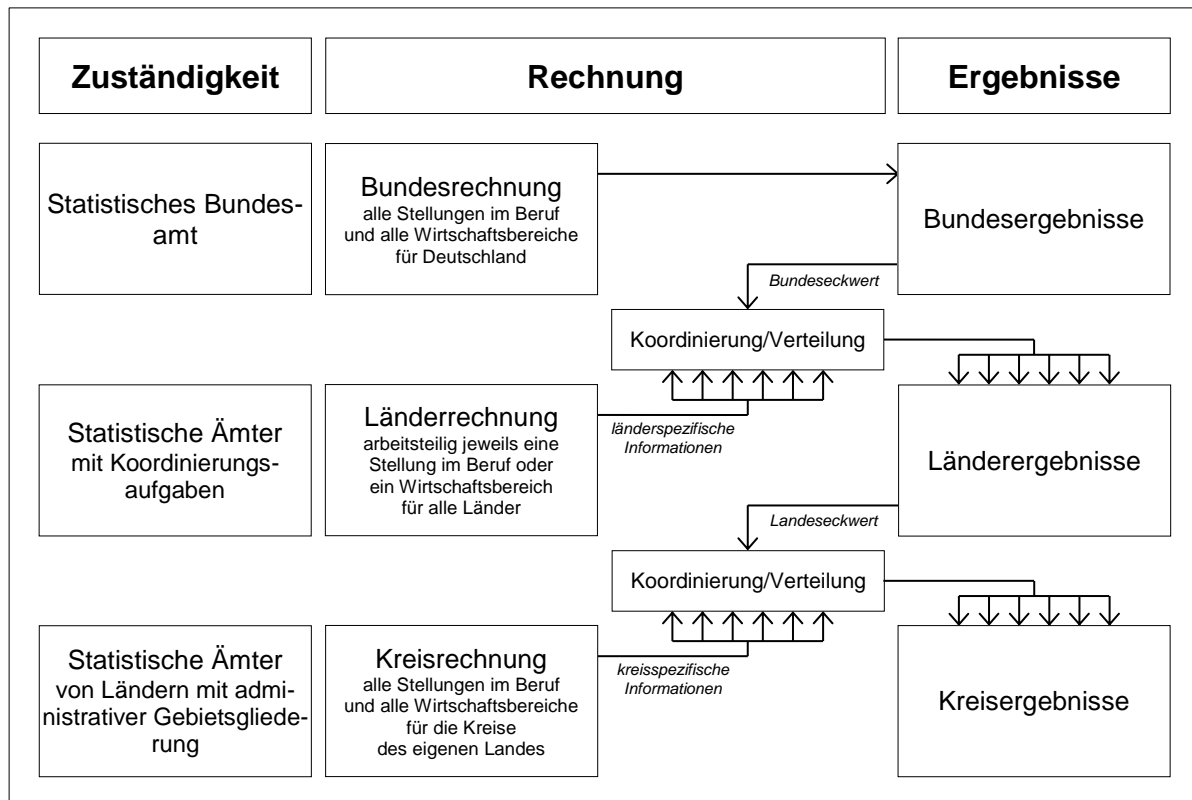 Zuständigkeit
Rechnung
Ergebnisse
Statistisches Bundes-
amt
Bundesrechnung
alle Stellungen im Beruf
und alle Wirtschaftsbereiche
für Deutschland
Bundesergebnisse
Bundeseckwert
Koordinierung/Verteilung
Statistische Ämter
mit Koordinierungs-
aufgaben
Länderrechnung
arbeitsteilig jeweils eine
Stellung im Beruf oder
ein Wirtschaftsbereich
für alle Länder
länderspezifische
Informationen
Länderergebnisse
Landeseckwert
Koordinierung/Verteilung
Statistische Ämter
von Ländern mit admi-
nistrativer Gebietsgliede-
rung
Kreisrechnung
alle Stellungen im Beruf
und alle Wirtschaftsbereiche
für die Kreise
des eigenen Landes
kreisspezifische
Informationen
Kreisergebnisse